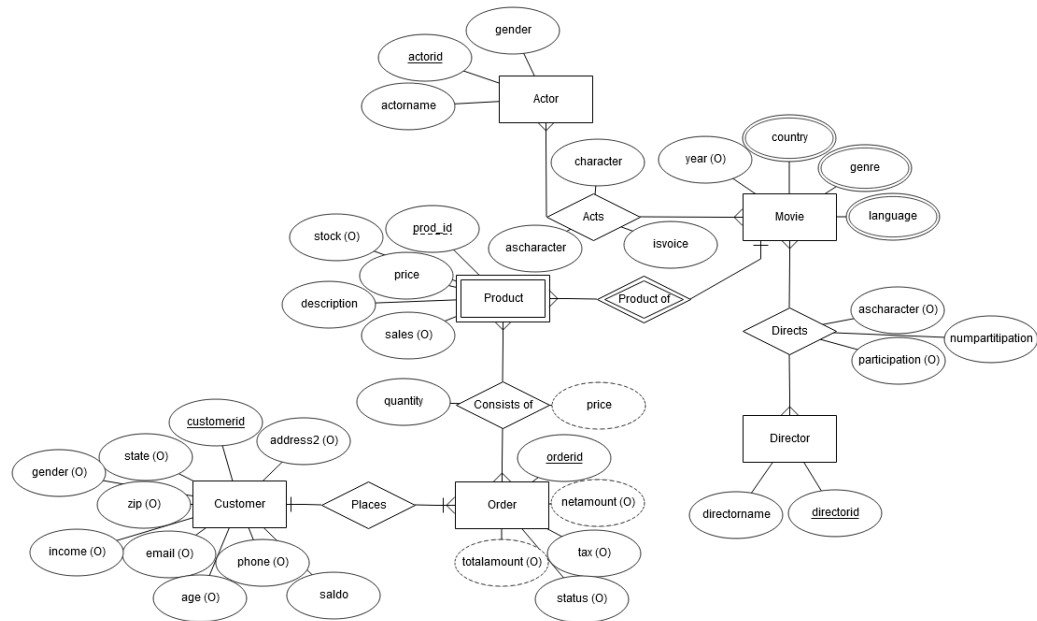 gender
actorid
Actor
actorname
country
character
year (O)
genre
Movie
language
Acts
prod_id
stock (O)
ascharacter
isvoice
price
Product
Product of
description
ascharacter (O)
sales (O)
Directs
numpartitipation
participation (O)
quantity
Consists of
price
customerid
address2 (O)
Director
state (O)
orderid
gender (O)
zip (O)
Customer
Places
Order
netamount (O)
directorname
directorid
income (O)
email (O)
phone (O)
totalamount (O)
tax (O)
age (O)
saldo
status (O)